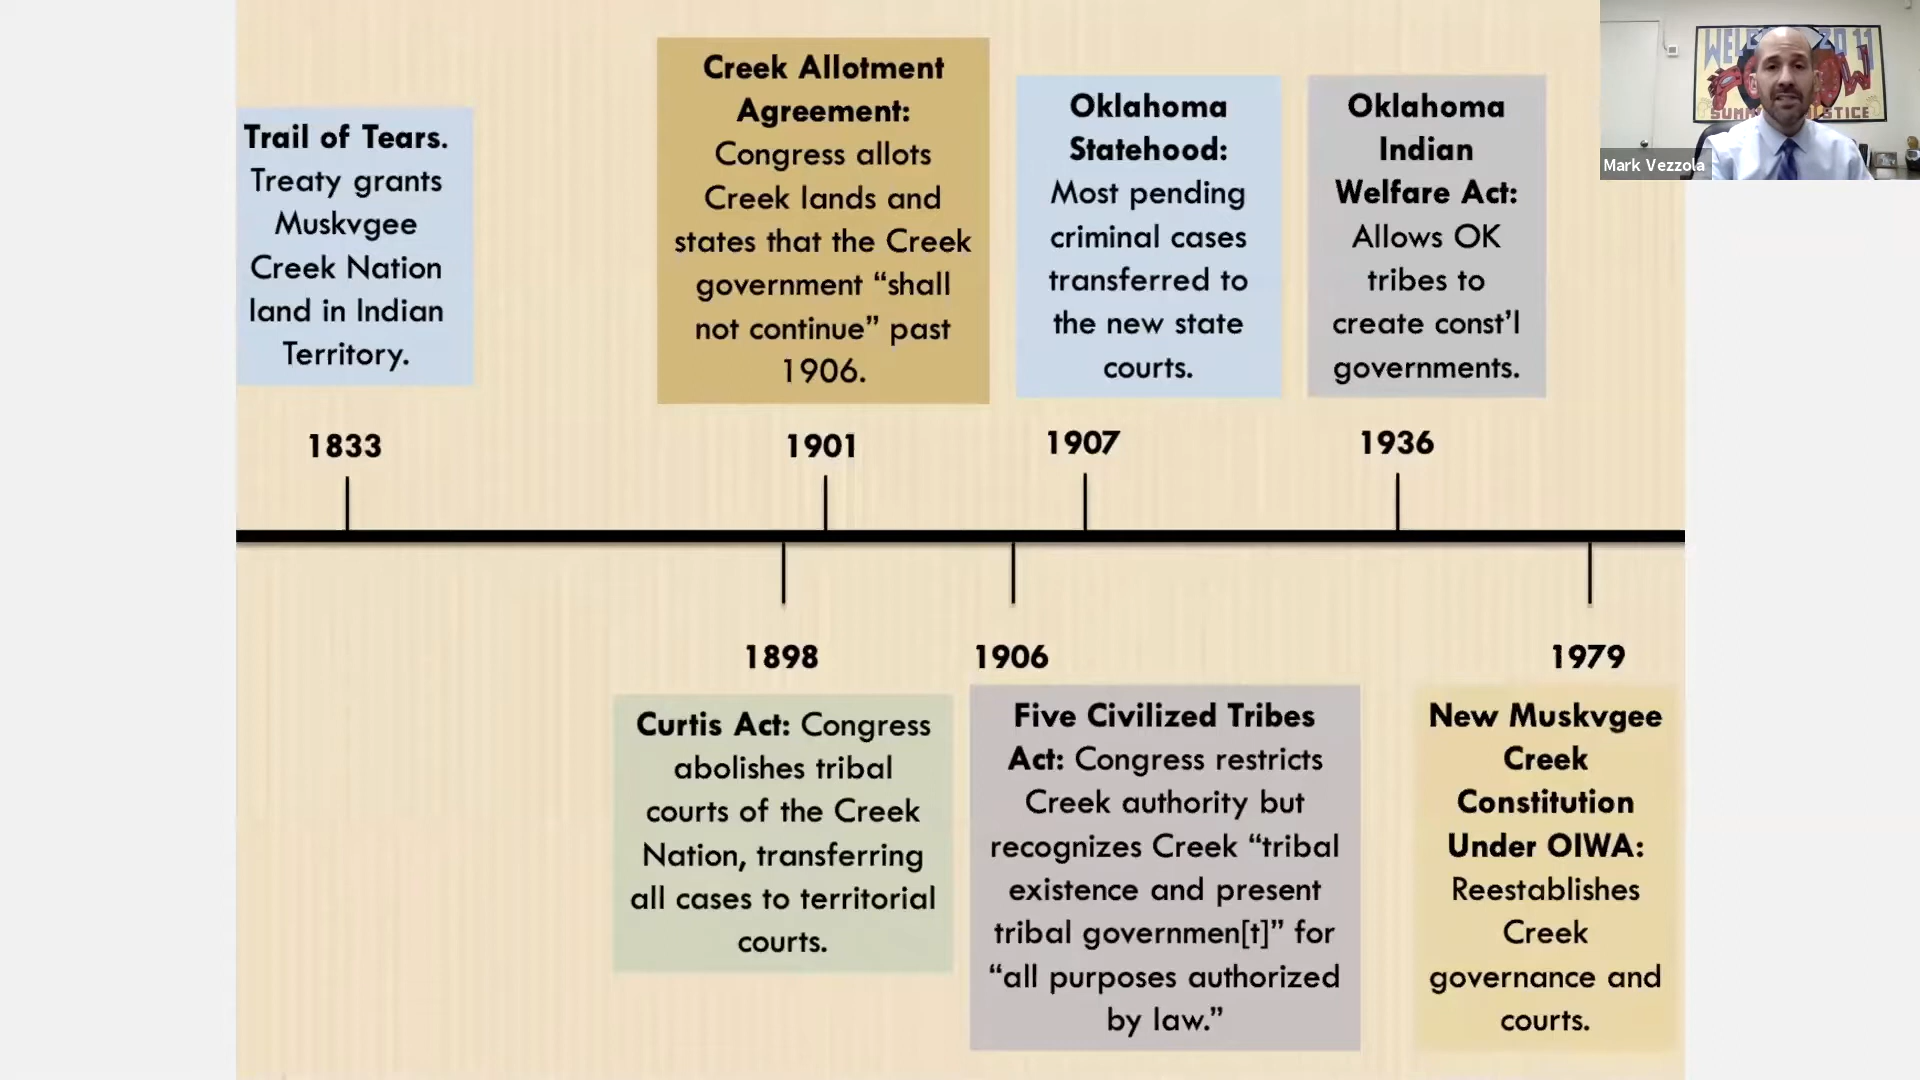 Trail of Tears.
Treaty grants
Muskvgee
Creek Nation
land in Indian
Territory.
1833
Creek Allotment
Agreement:
Congress allots
Creek lands and
states that the Creek
government “shall
not continue” past
1906.
1901
Oklahoma
Statehood:
Most pending
criminal cases
transferred to
the new state
courts.
1907
Oklahoma
Indian
Welfare Act:
Allows OK
tribes to
create const’l
governments.
1936
1898
Curtis Act: Congress
abolishes tribal
courts of the Creek
Nation, transferring
all cases to territorial
courts.
1906
Five Civilized Tribes
Act: Congress restricts
Creek authority but
recognizes Creek “tribal
existence and present
tribal governmen[t]” for
“all purposes authorized
by law.”
1979
New Muskvgee
Creek
Constitution
Under OIWA:
Reestablishes
Creek
governance and
courts.
Mark Vezzola